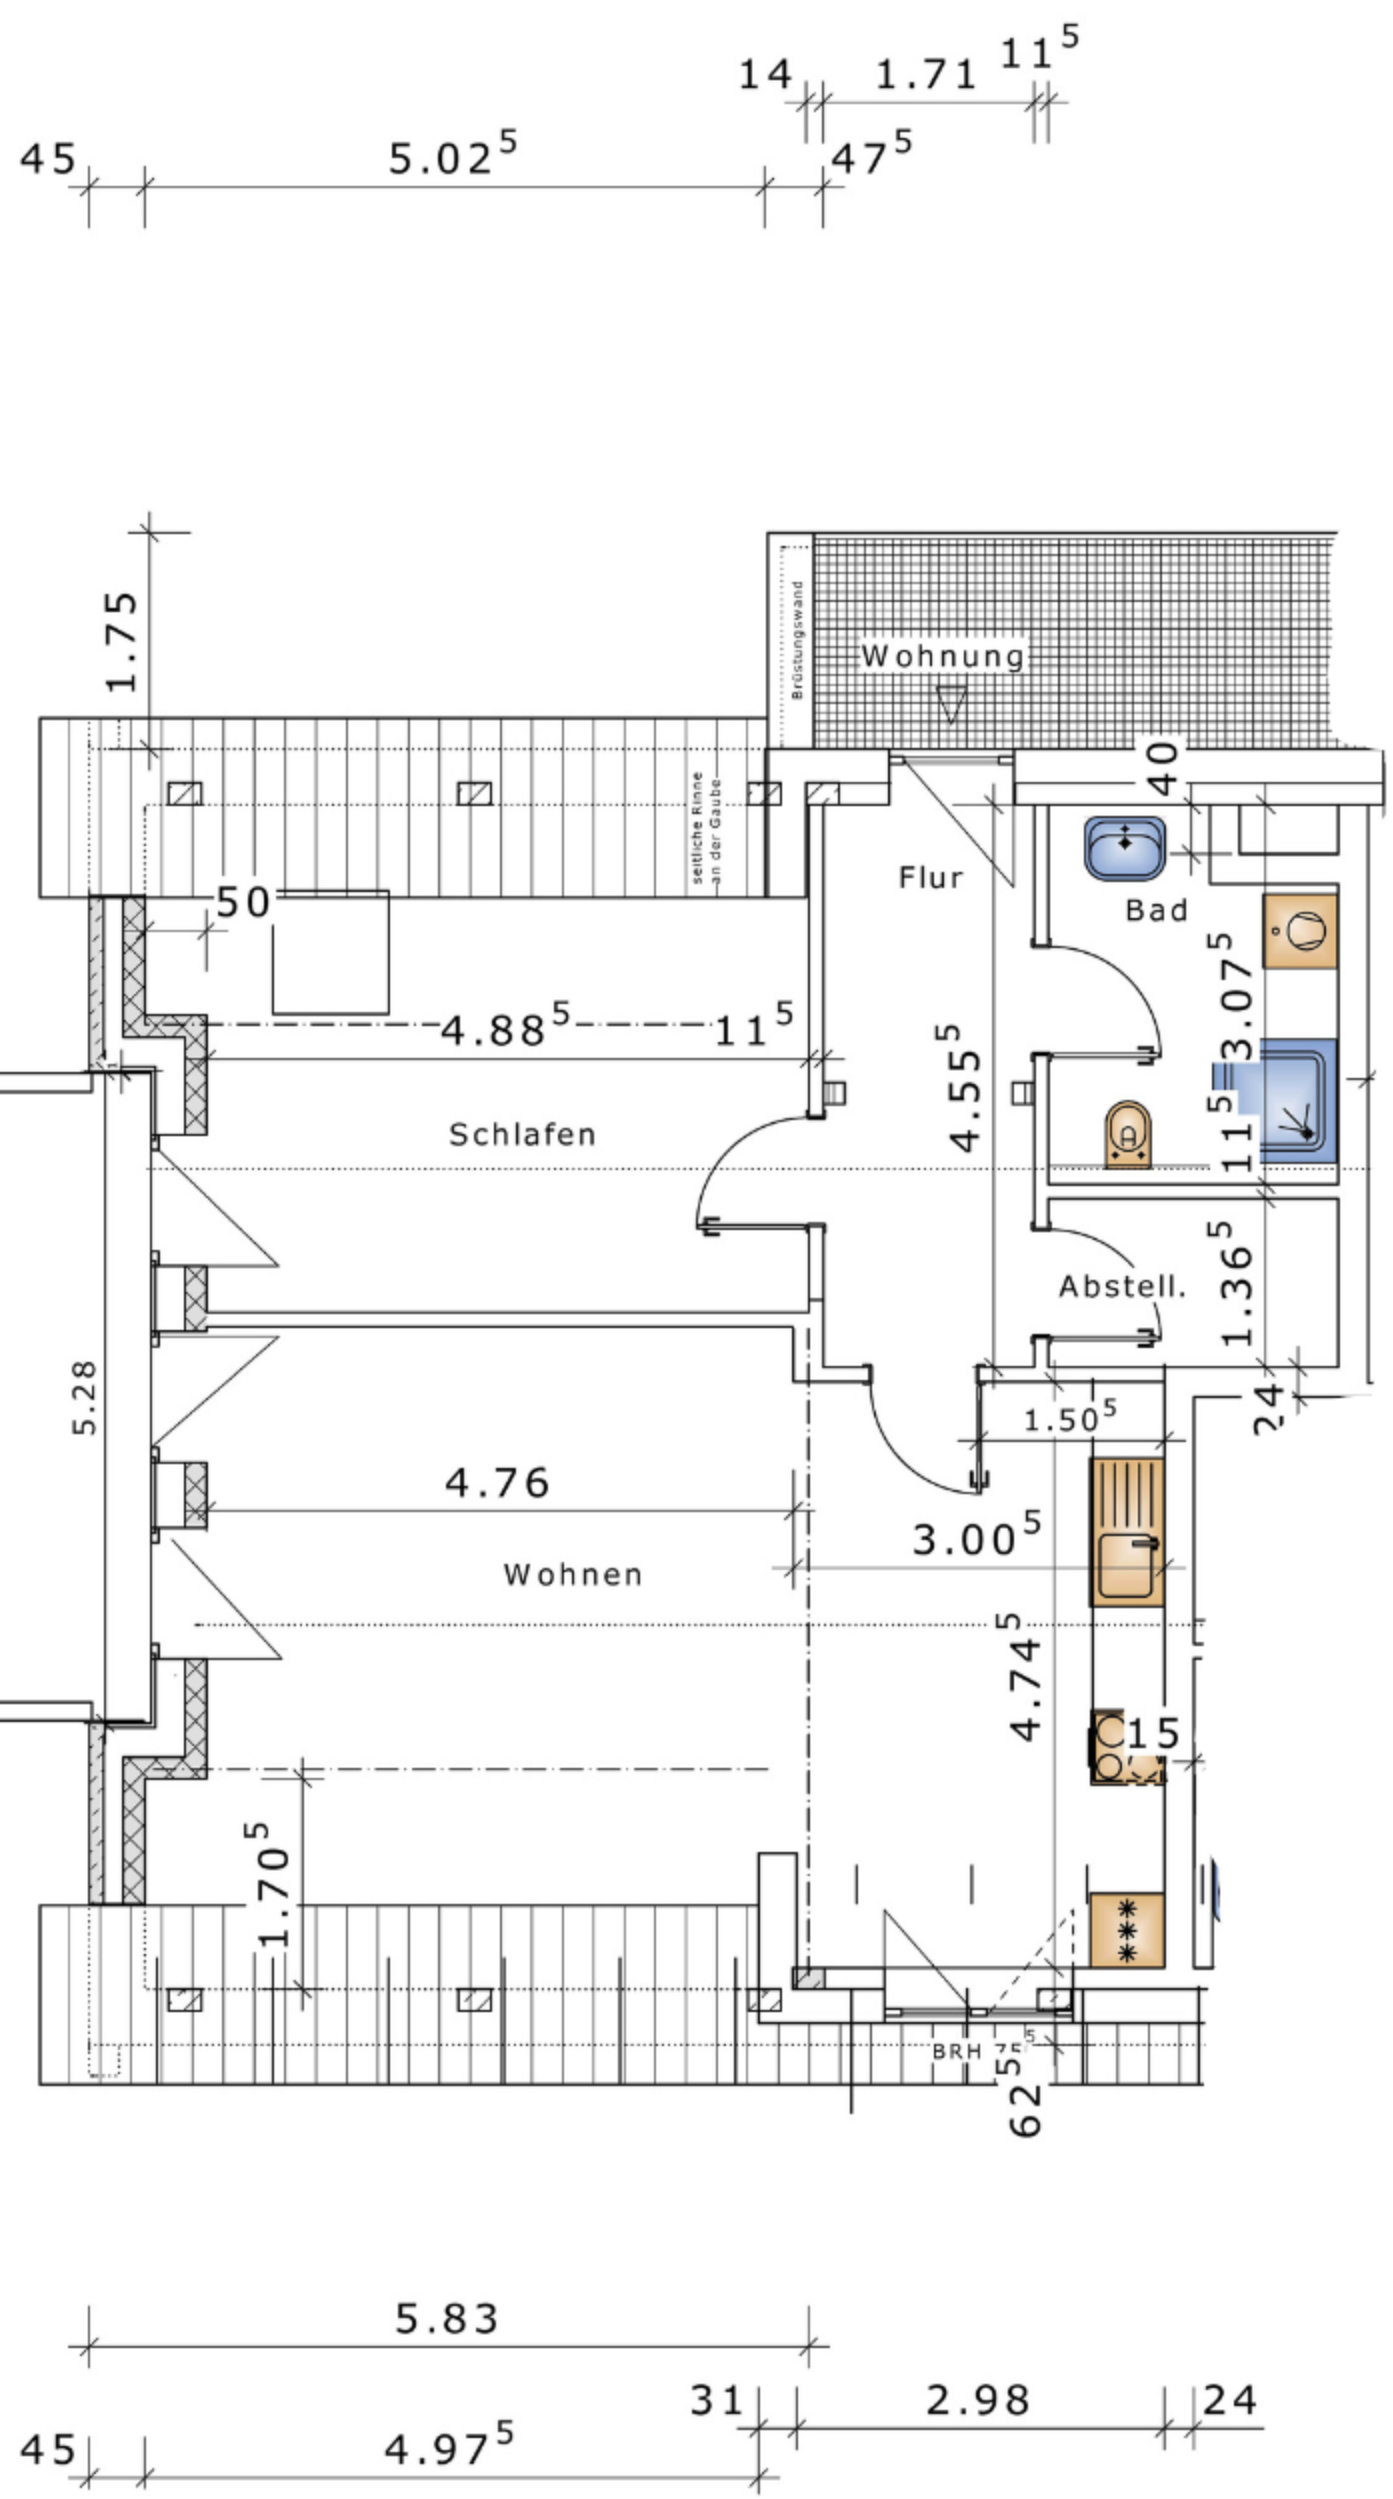 14 1.71 11⁵
45 5.02⁵ 47⁵
1.75
Brüstungswand
Wohnung
40
seitliche Rinne
an der Gaube
Flur
50
Bad
3.07⁵
4.88⁵ 11⁵
4.55⁵
11⁵
Schlafen
1.36⁵
Abstell.
5.28
24
1.50⁵
4.76
3.00⁵
Wohnen
4.74⁵
15
1.70⁵
BRH 75⁵
62⁵
5.83
31 2.98 24
45 4.97⁵